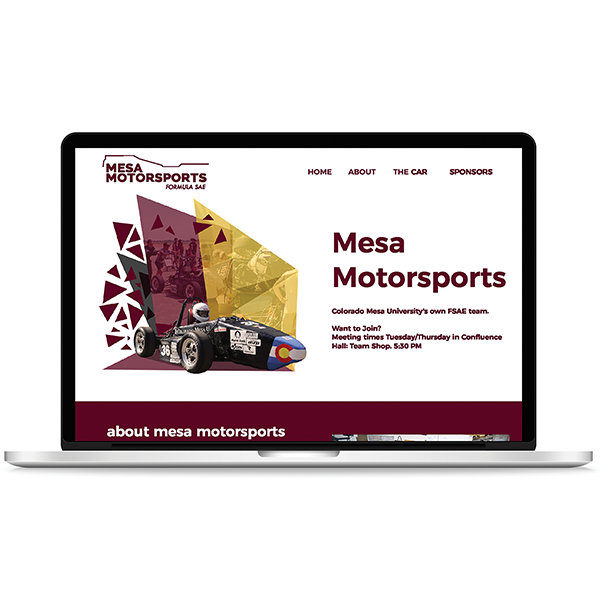 MESA
MOTORSPORTS
FORMULA SAE
HOME ABOUT THE CAR SPONSORS
Mesa
Motorsports
Colorado Mesa University's own FSAE team.
Want to Join?
Meeting times Tuesday/Thursday in Confluence
Hall: Team Shop. 5:30 PM
36
about mesa motorsports